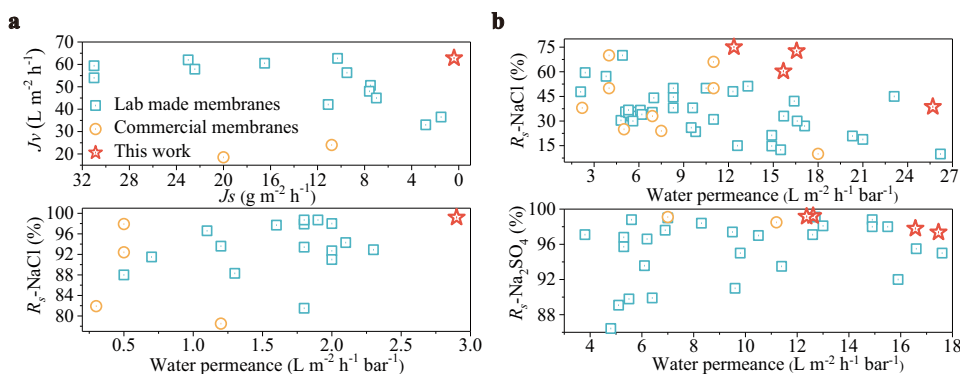 a
Jv (L m⁻² h⁻¹)
70
60
50
40
30
20
Lab made membranes
Commercial membranes
This work
32 28 24 20 16 12 8 4 0
Js (g m⁻² h⁻¹)
Rs-NaCl (%)
100
96
92
88
84
80
0.5 1.0 1.5 2.0 2.5 3.0
Water permeance (L m⁻² h⁻¹ bar⁻¹)
b
Rs-NaCl (%)
75
60
45
30
15
3 6 9 12 15 18 21 24 27
Water permeance (L m⁻² h⁻¹ bar⁻¹)
Rs-Na₂SO₄ (%)
100
96
92
88
4 6 8 10 12 14 16 18
Water permeance (L m⁻² h⁻¹ bar⁻¹)